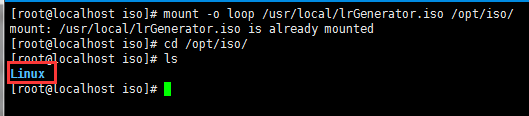 [root@localhost iso]# mount -o loop /usr/local/lrGenerator.iso /opt/iso/
mount: /usr/local/lrGenerator.iso is already mounted
[root@localhost iso]# cd /opt/iso/
[root@localhost iso]# ls
Linux
[root@localhost iso]#